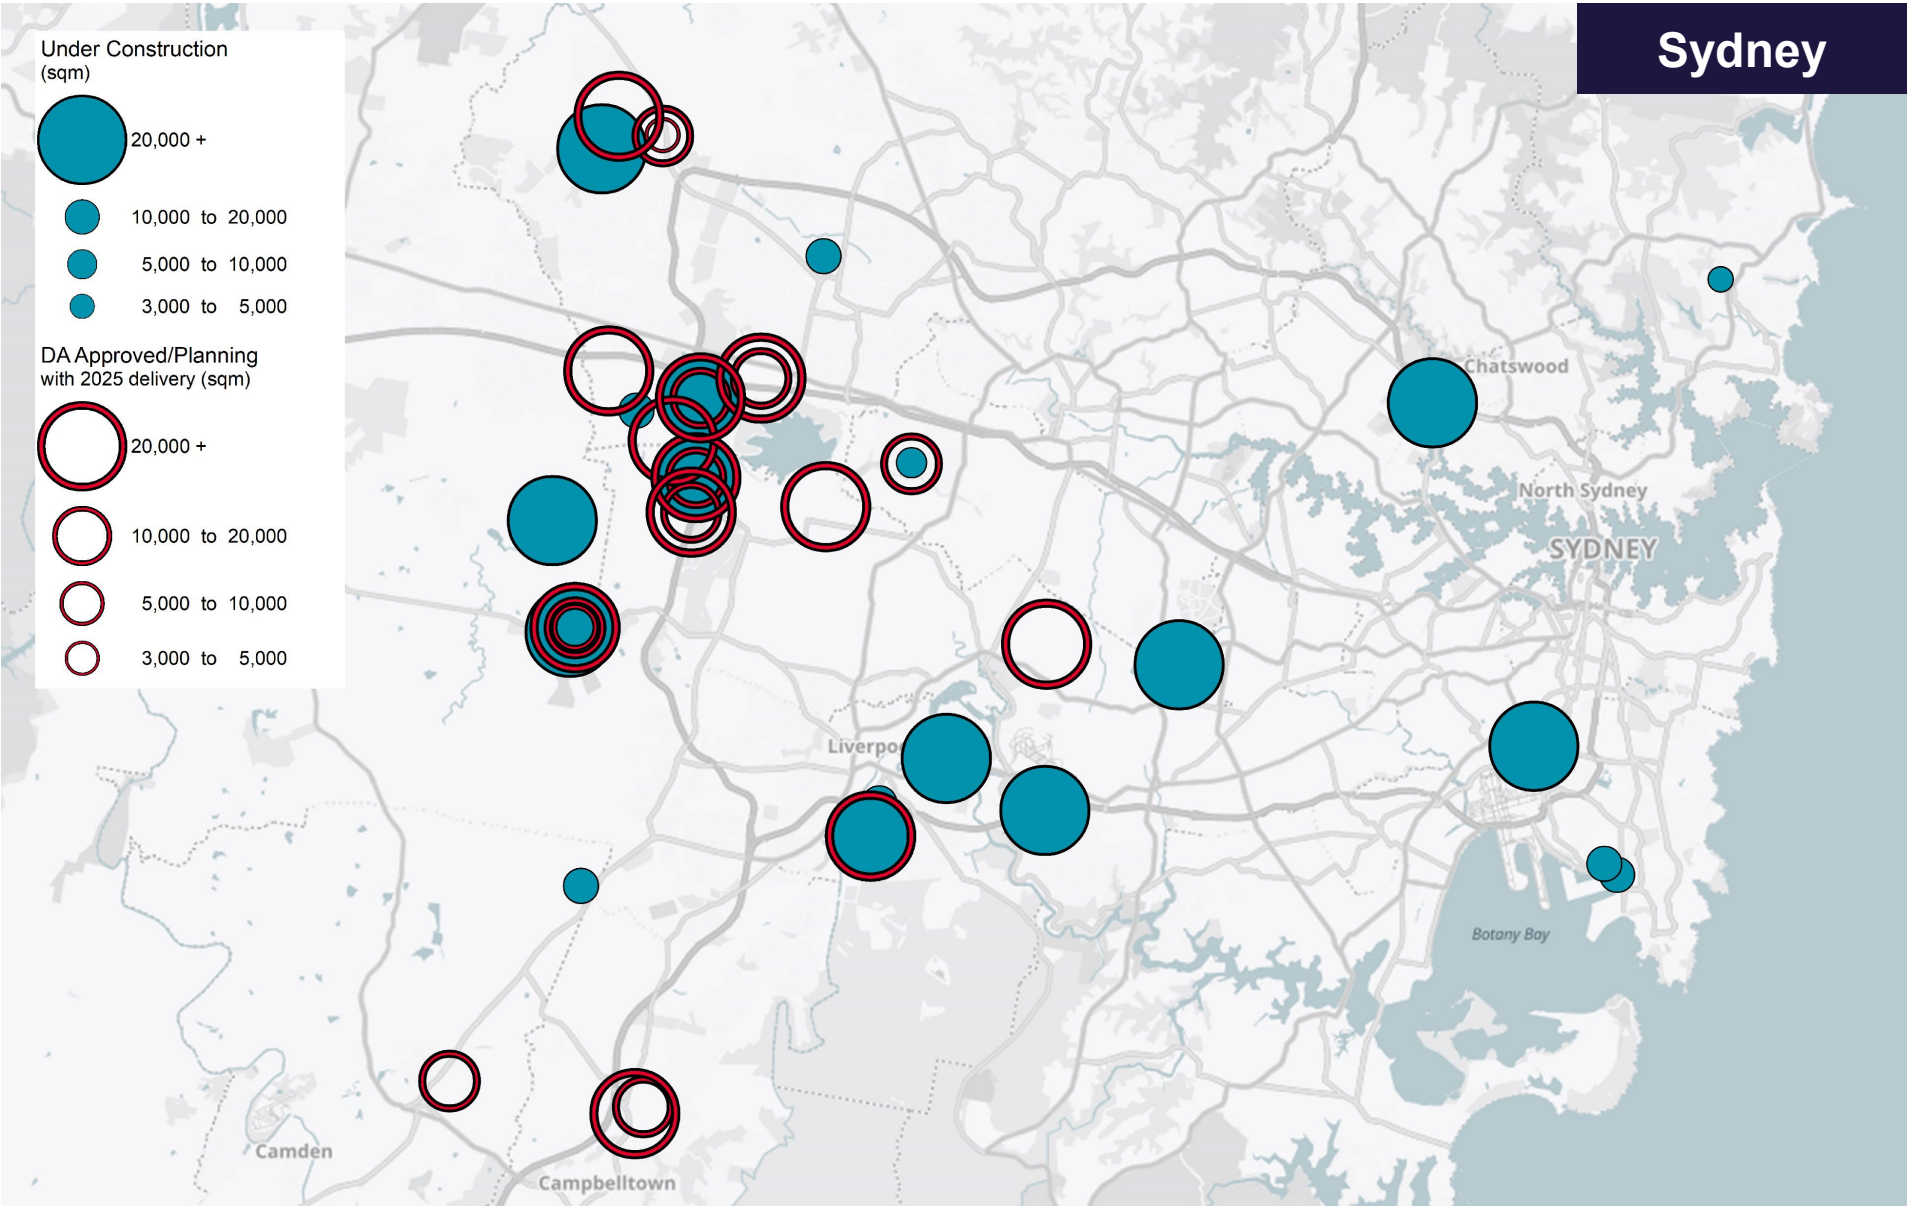 Sydney
Under Construction
(sqm)
20,000 +
10,000 to 20,000
5,000 to 10,000
3,000 to 5,000
DA Approved/Planning
with 2025 delivery (sqm)
20,000 +
10,000 to 20,000
5,000 to 10,000
3,000 to 5,000
Chatswood
North Sydney
SYDNEY
Liverpo
Botany Bay
Camden
Campbelltown